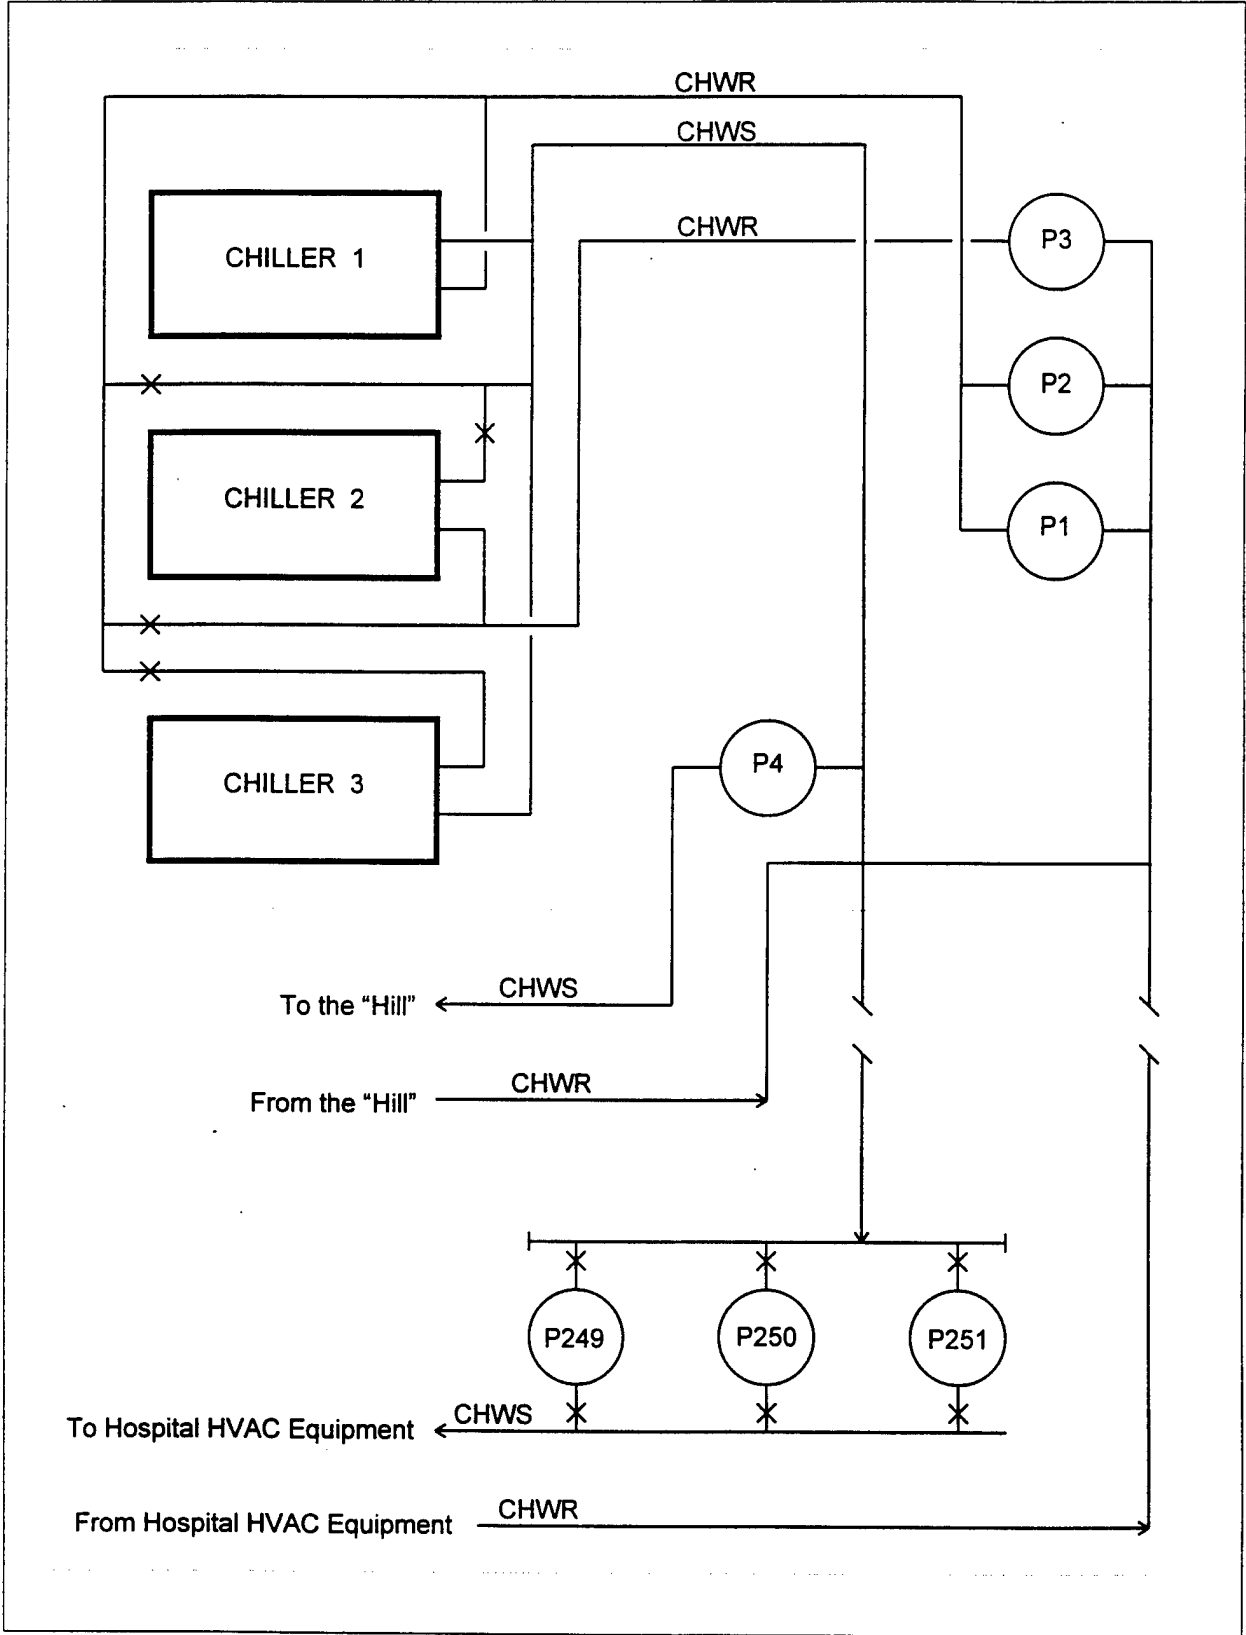 CHWR
CHWS
CHWR
P3
CHILLER 1
P2
CHILLER 2
P1
P4
CHILLER 3
CHWS
To the “Hill”
CHWR
From the “Hill”
P249
P250
P251
CHWS
To Hospital HVAC Equipment
CHWR
From Hospital HVAC Equipment